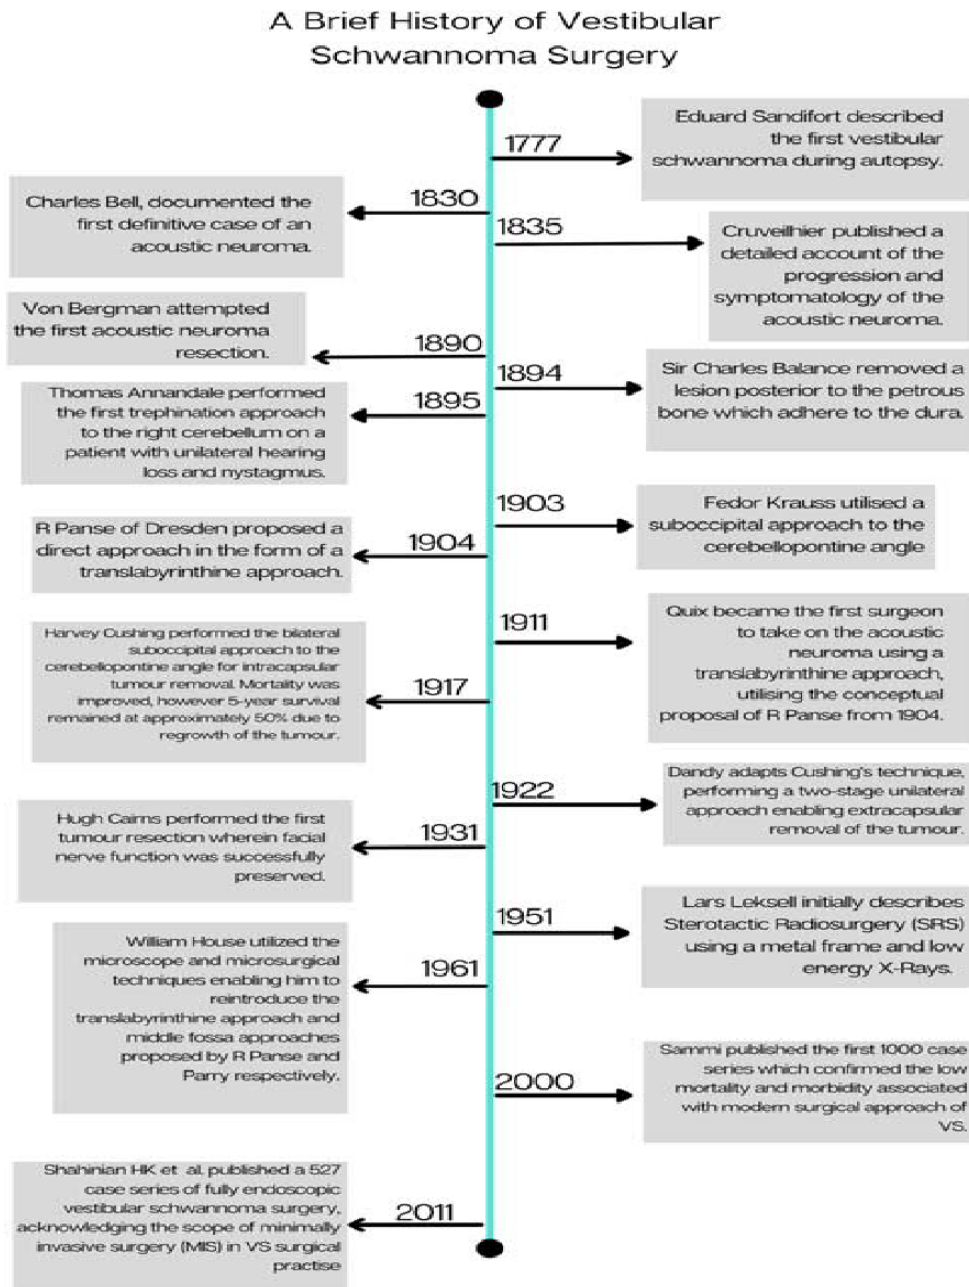 A Brief History of Vestibular
Schwannoma Surgery
1777
Eduard Sandifort described
the first vestibular
schwannoma during autopsy.
1830
Charles Bell, documented the
first definitive case of an
acoustic neuroma.
1835
Cruveilhier published a
detailed account of the
progression and
symptomatology of the
acoustic neuroma.
1890
Von Bergman attempted
the first acoustic neuroma
resection.
1894
Sir Charles Balance removed a
lesion posterior to the petrous
bone which adhere to the dura.
1895
Thomas Annandale performed
the first trephination approach
to the right cerebellum on a
patient with unilateral hearing
loss and nystagmus.
1903
Fedor Krauss utilised a
suboccipital approach to the
cerebellopontine angle
1904
R Panse of Dresden proposed a
direct approach in the form of a
translabyrinthine approach.
1911
Quix became the first surgeon
to take on the acoustic
neuroma using a
translabyrinthine approach,
utilising the conceptual
proposal of R Panse from 1904.
1917
Harvey Cushing performed the bilateral
suboccipital approach to the
cerebellopontine angle for intracapsular
tumour removal. Mortality was
improved, however 5-year survival
remained at approximately 50% due to
regrowth of the tumour.
1922
Dandy adapts Cushing's technique,
performing a two-stage unilateral
approach enabling extracapsular
removal of the tumour.
1931
Hugh Cairns performed the first
tumour resection wherein facial
nerve function was successfully
preserved.
1951
Lars Leksell initially describes
Sterotactic Radiosurgery (SRS)
using a metal frame and low
energy X-Rays.
1961
William House utilized the
microscope and microsurgical
techniques enabling him to
reintroduce the
translabyrinthine approach and
middle fossa approaches
proposed by R Panse and
Parry respectively.
2000
Sammi published the first 1000 case
series which confirmed the low
mortality and morbidity associated
with modern surgical approach of
VS.
2011
Shahinian HK et al. published a 527
case series of fully endoscopic
vestibular schwannoma surgery,
acknowledging the scope of minimally
invasive surgery (MIS) in VS surgical
practise